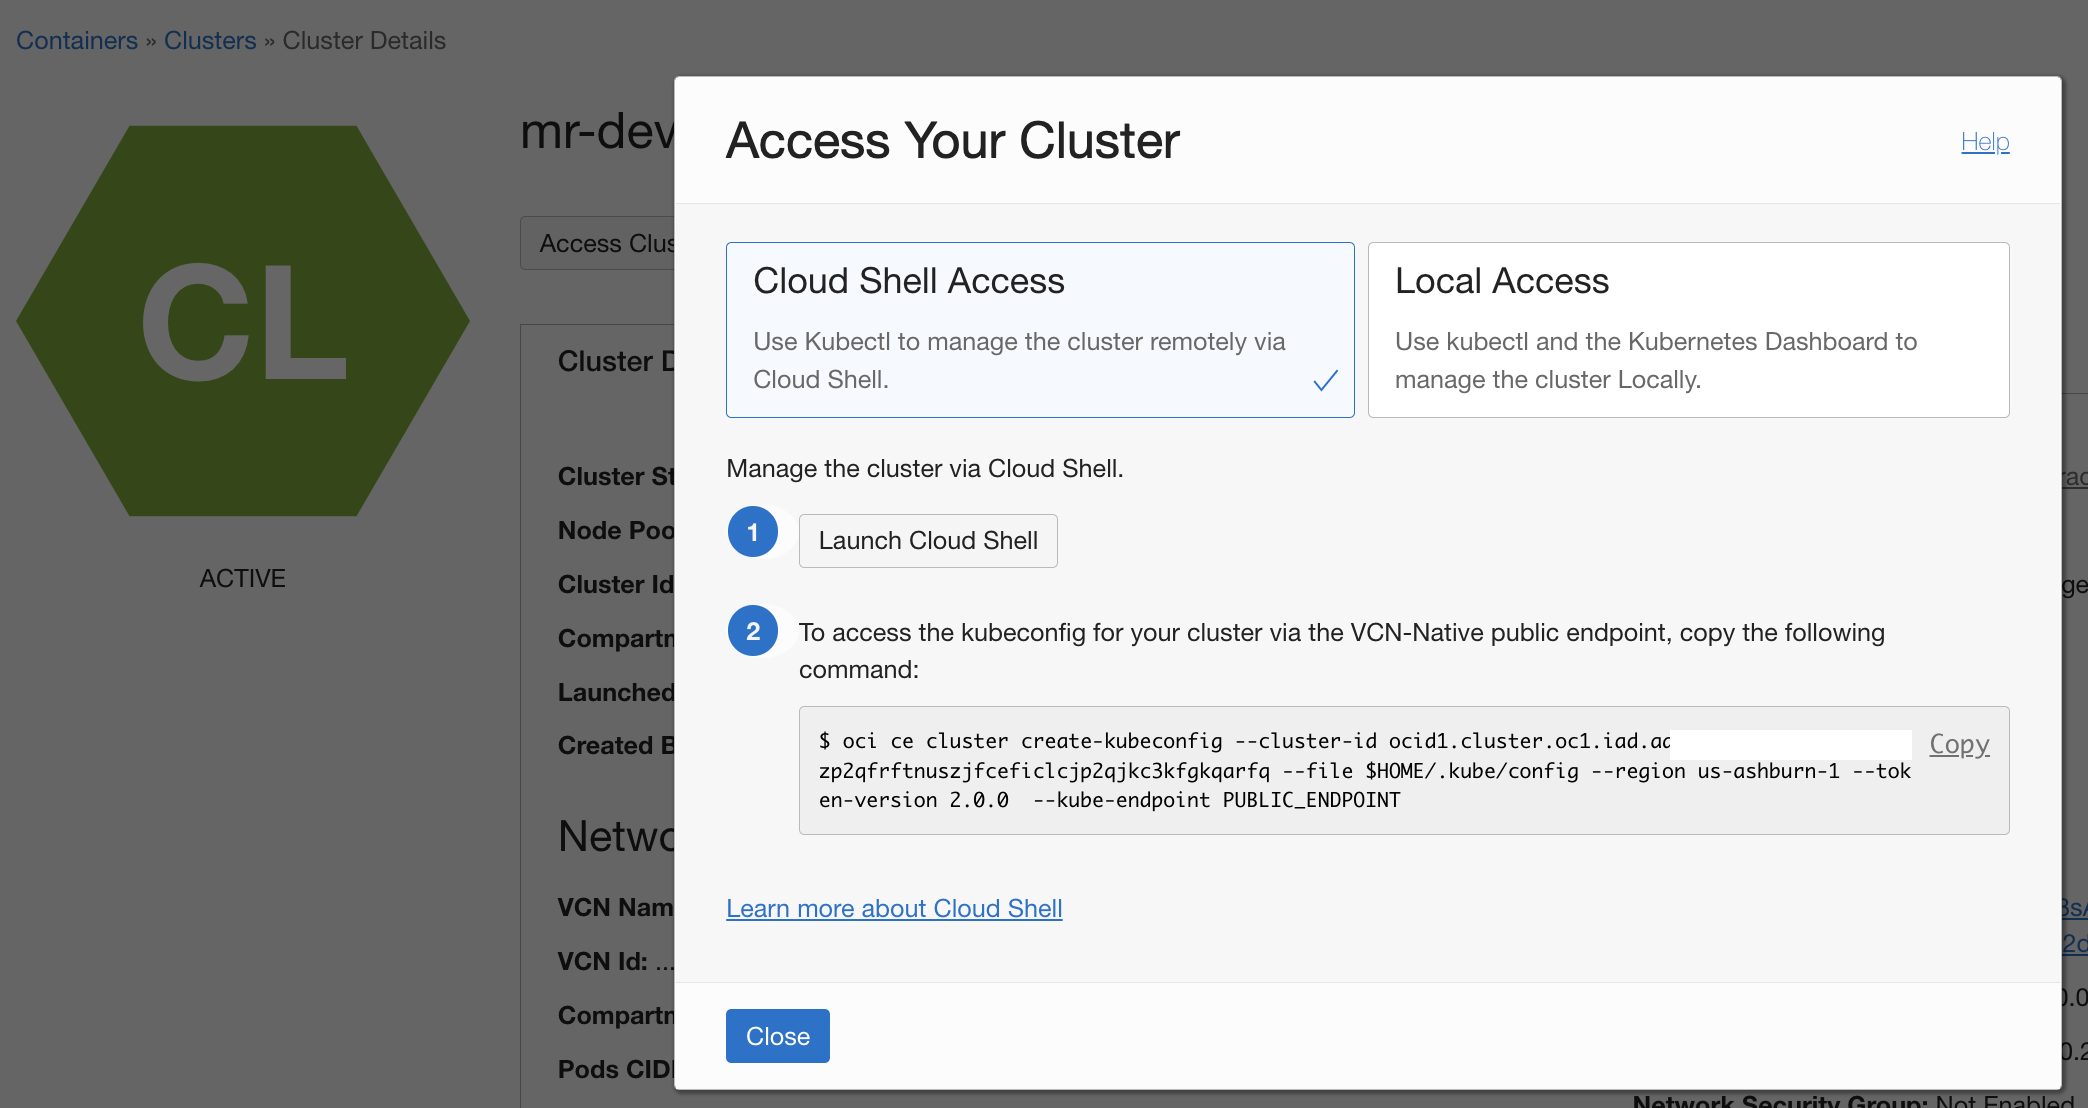 Containers » Clusters » Cluster Details
CL
ACTIVE
mr-dev
Access Clus
Cluster D
Cluster St
Node Poo
Cluster Id
Compartm
Launched
Created B
Netwo
VCN Nam
VCN Id: ...
Compartm
Pods CID
Access Your Cluster
Help
Cloud Shell Access
Use Kubectl to manage the cluster remotely via
Cloud Shell.
Local Access
Use kubectl and the Kubernetes Dashboard to
manage the cluster Locally.
Manage the cluster via Cloud Shell.
1
Launch Cloud Shell
2
To access the kubeconfig for your cluster via the VCN-Native public endpoint, copy the following
command:
$ oci ce cluster create-kubeconfig --cluster-id ocid1.cluster.oc1.iad.aa
Copy
zp2qfrftnuszjfceficlcjp2qjkc3kfgkqarfq --file $HOME/.kube/config --region us-ashburn-1 --tok
en-version 2.0.0 --kube-endpoint PUBLIC_ENDPOINT
Learn more about Cloud Shell
Close
Network Security Group: Not Enabled